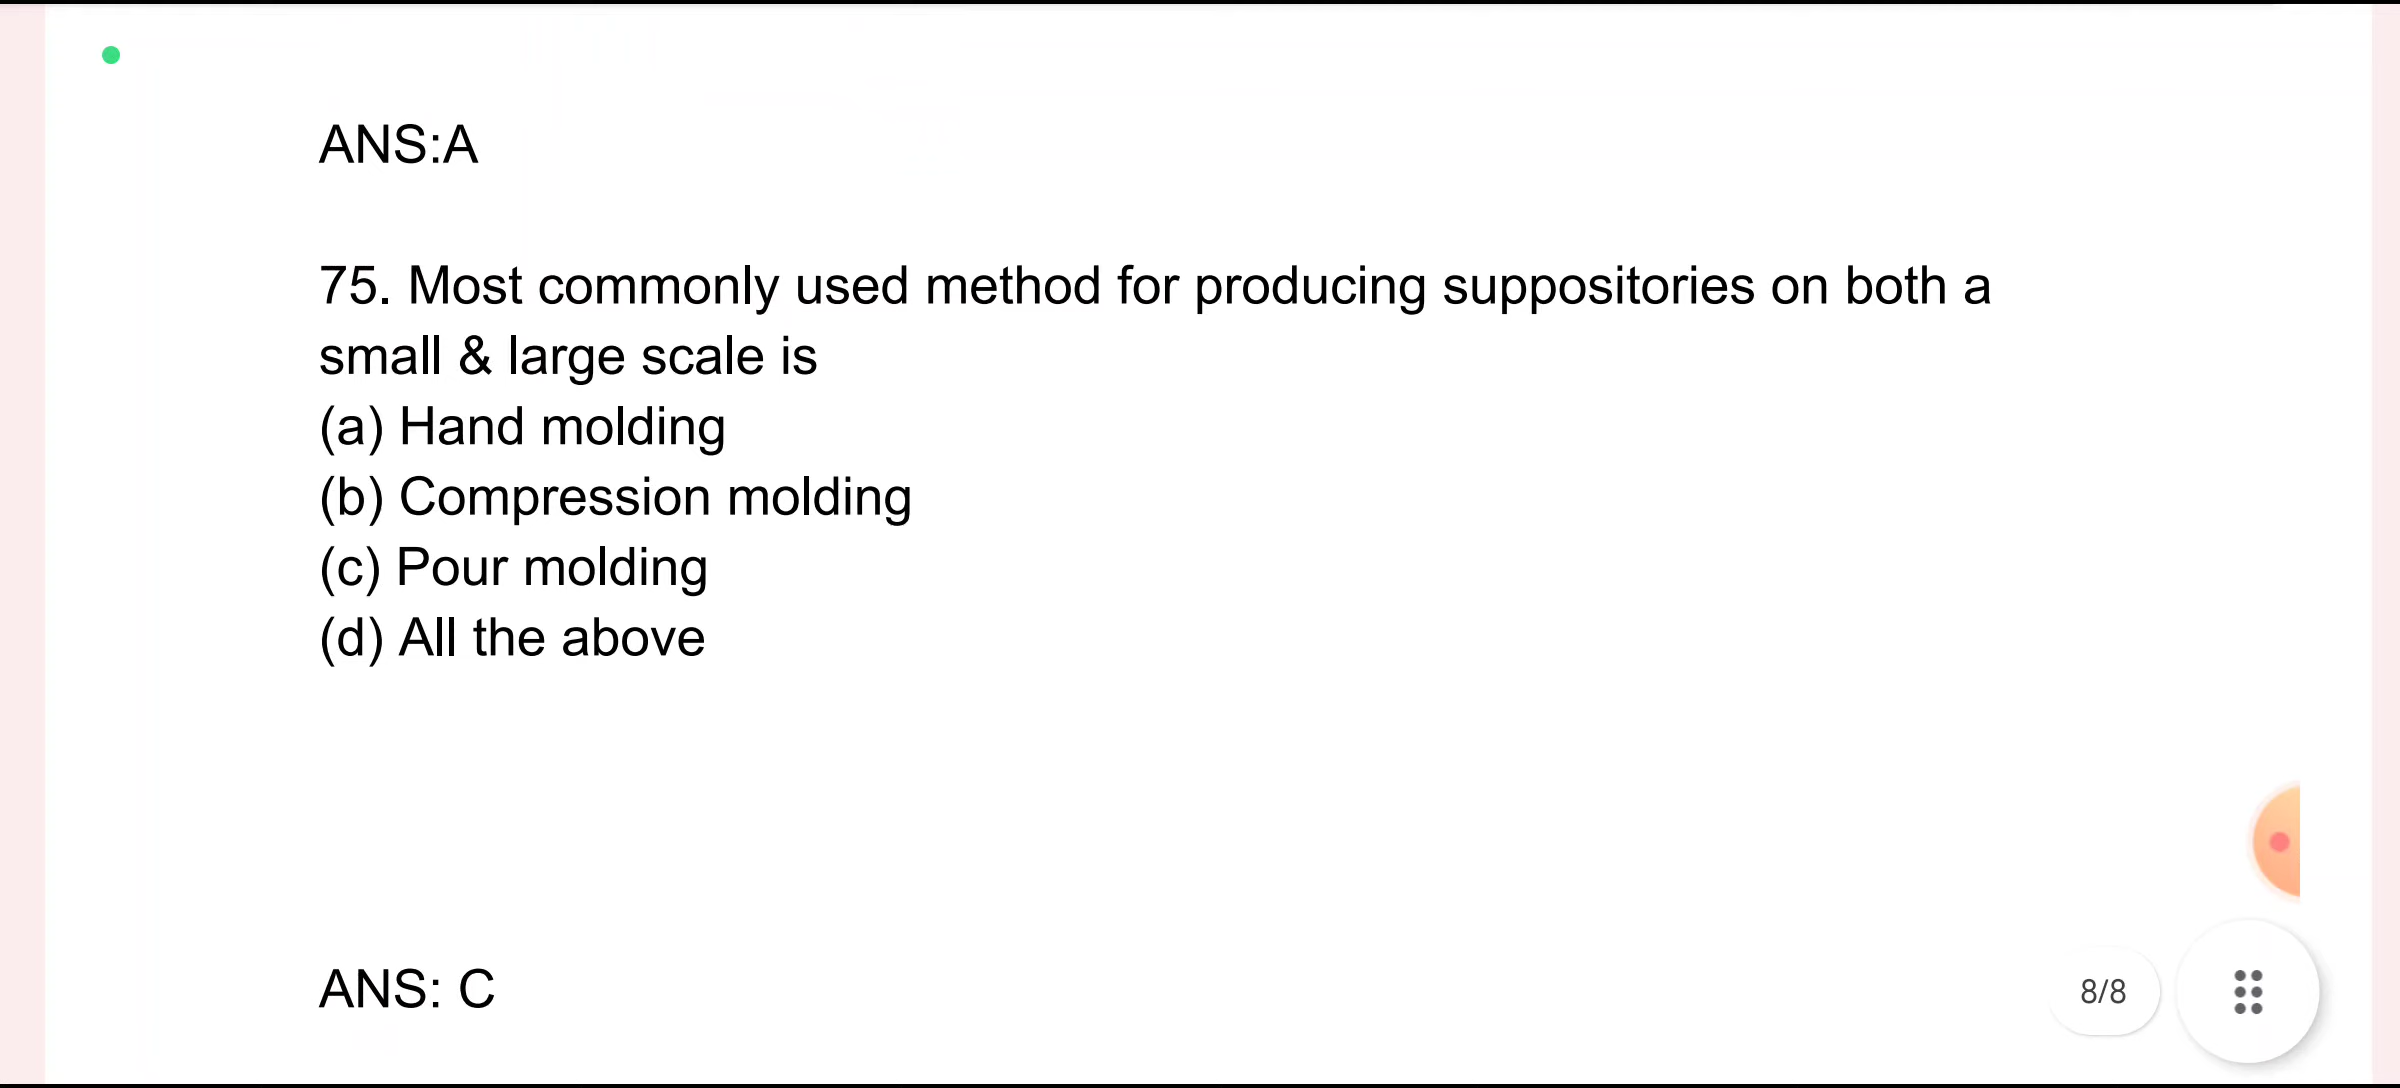 ANS:A
75. Most commonly used method for producing suppositories on both a
small & large scale is
(a) Hand molding
(b) Compression molding
(c) Pour molding
(d) All the above
ANS: C
8/8